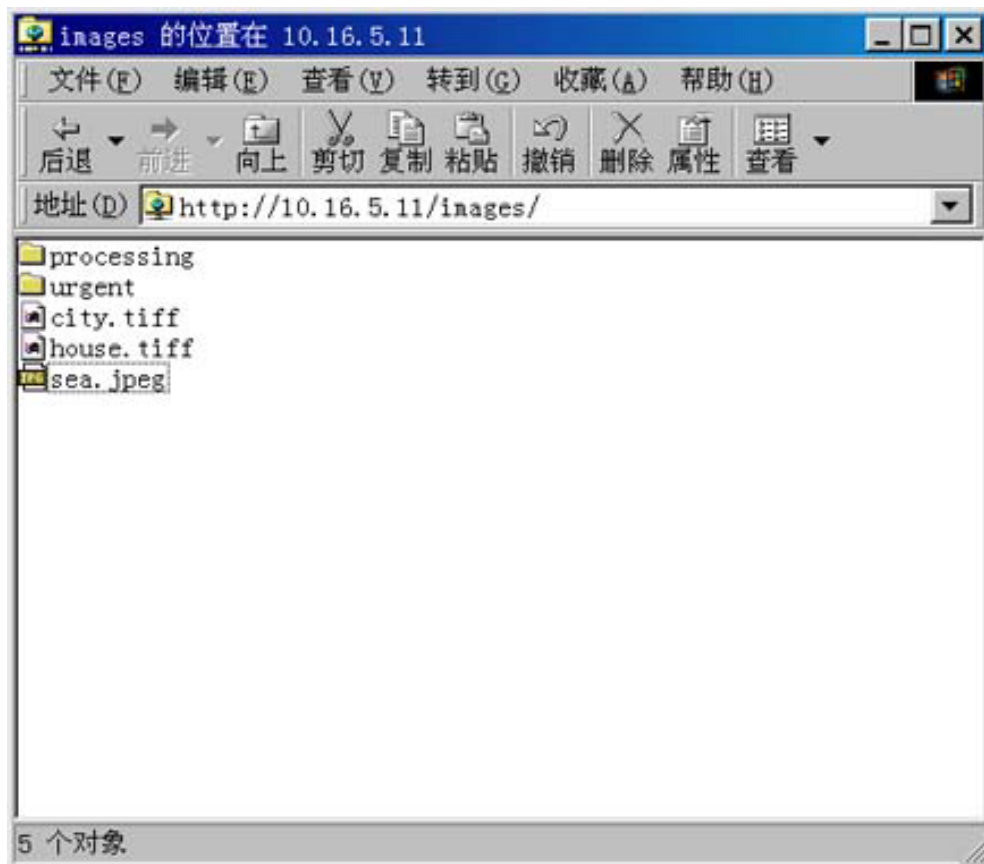 images 的位置在 10.16.5.11
文件(F) 编辑(E) 查看(V) 转到(G) 收藏(A) 帮助(H)
后退 前进 向上 剪切 复制 粘贴 撤销 删除 属性 查看
地址(D) http://10.16.5.11/images/
processing
urgent
city.tiff
house.tiff
sea.jpeg
5 个对象